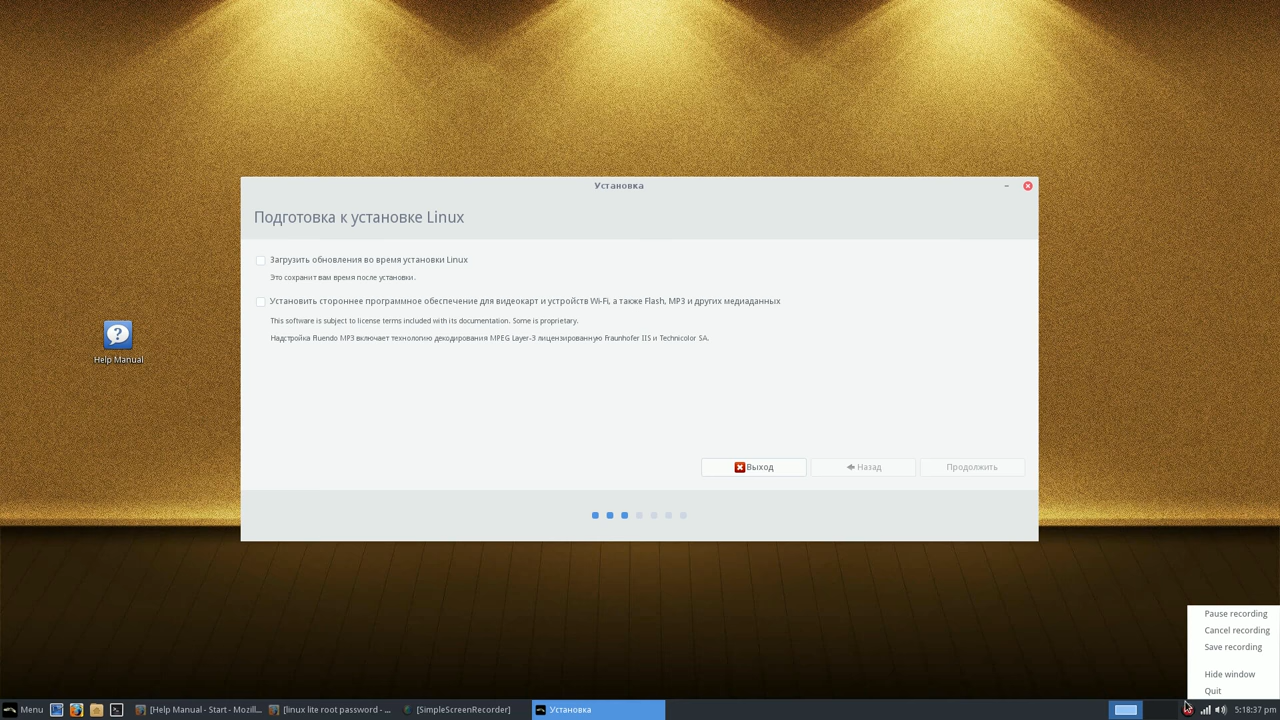 Установка
Подготовка к установке Linux
Загрузить обновления во время установки Linux
Это сохранит вам время после установки.
Установить стороннее программное обеспечение для видеокарт и устройств Wi-Fi, а также Flash, MP3 и других медиаданных
This software is subject to license terms included with its documentation. Some is proprietary.
Надстройка Fluendo MP3 включает технологию декодирования MPEG Layer-3 лицензированную Fraunhofer IIS и Technicolor SA.
Help Manual
Выход
Назад
Продолжить
Pause recording
Cancel recording
Save recording
Hide window
Quit
Menu
[Help Manual - Start - Mozill...
[linux lite root password - ...
[SimpleScreenRecorder]
Установка
5:18:37 pm